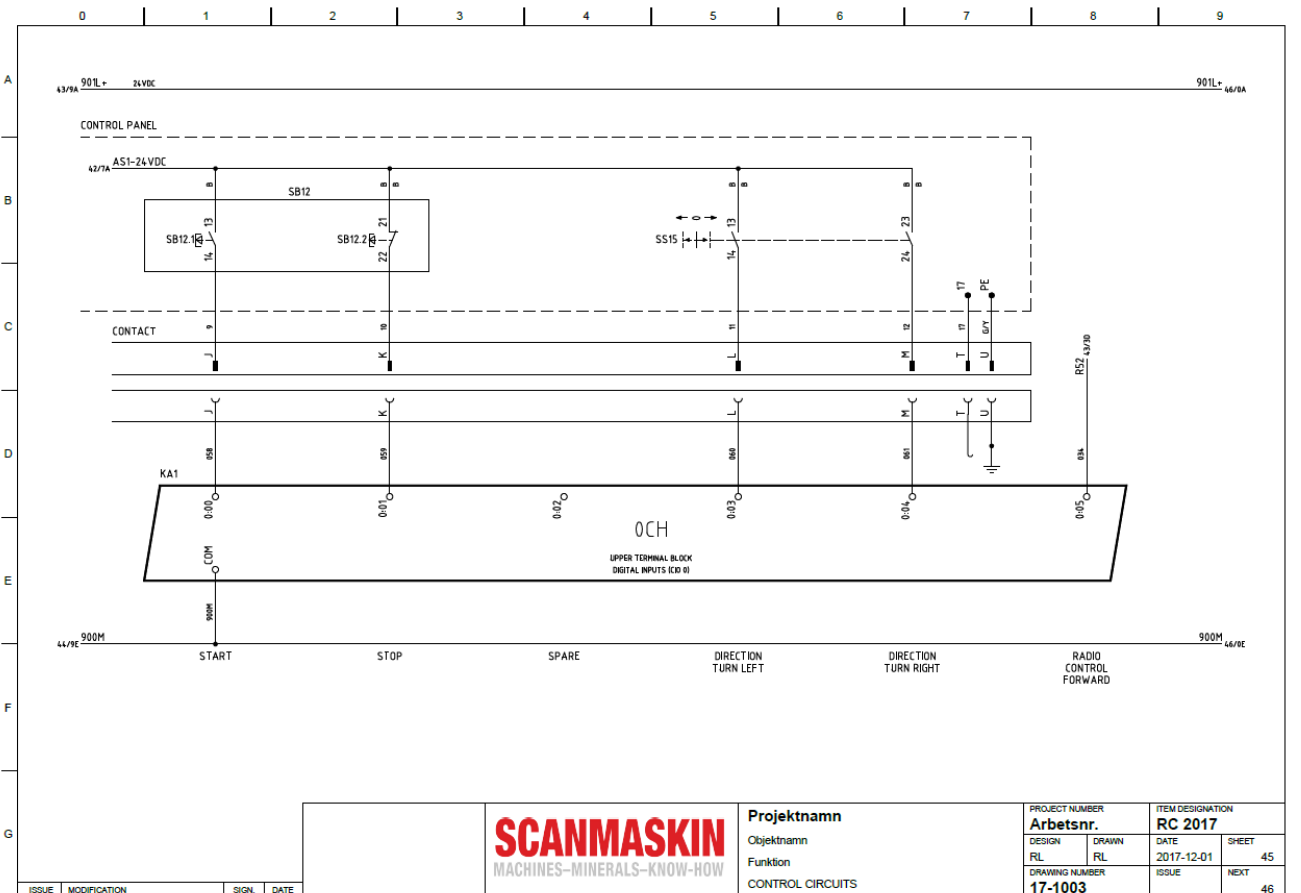 0 1 2 3 4 5 6 7 8 9
A
901L+ 24VDC 901L+
43/9A 46/0A
CONTROL PANEL
AS1-24VDC
42/7A
B B B B B B B
B
SB12
13 21 13 23
0
SB12.1 SB12.2 SS15
14 22 14 24
17 PE
C
CONTACT 9 10 11 12 17 G/Y
J K L M T U
R52 43/3D
J K L M T U
D
058 059 060 061 034
KA1
0:00 0:01 0:02 0:03 0:04 0:05
0CH
COM
UPPER TERMINAL BLOCK
DIGITAL INPUTS (CIO 0)
E
900M
900M 900M
44/9E 46/0E
START STOP SPARE DIRECTION DIRECTION RADIO
TURN LEFT TURN RIGHT CONTROL
FORWARD
F
G
SCANMASKIN
MACHINES–MINERALS–KNOW-HOW
Projektnamn
Objektnamn
Funktion
CONTROL CIRCUITS
PROJECT NUMBER ITEM DESIGNATION
Arbetsnr. RC 2017
DESIGN DRAWN DATE SHEET
RL RL 2017-12-01 45
DRAWING NUMBER ISSUE NEXT
17-1003 46
ISSUE MODIFICATION SIGN. DATE